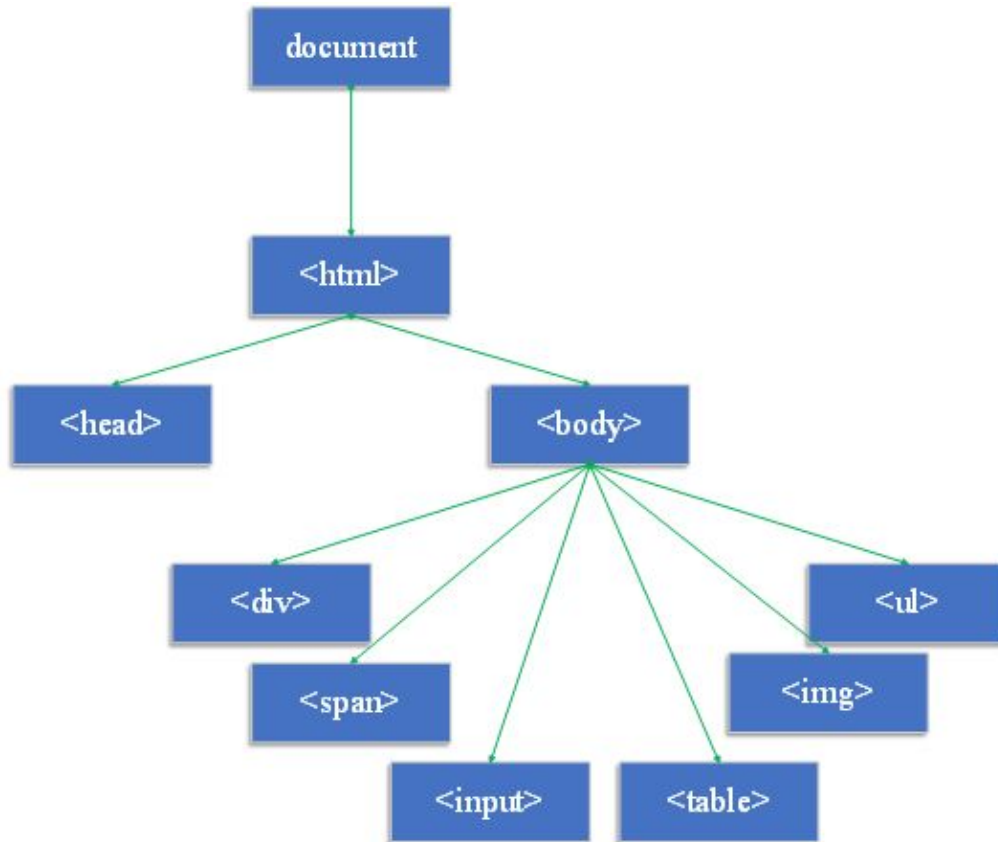 document
<html>
<head>
<body>
<div>
<ul>
<span>
<img>
<input>
<table>